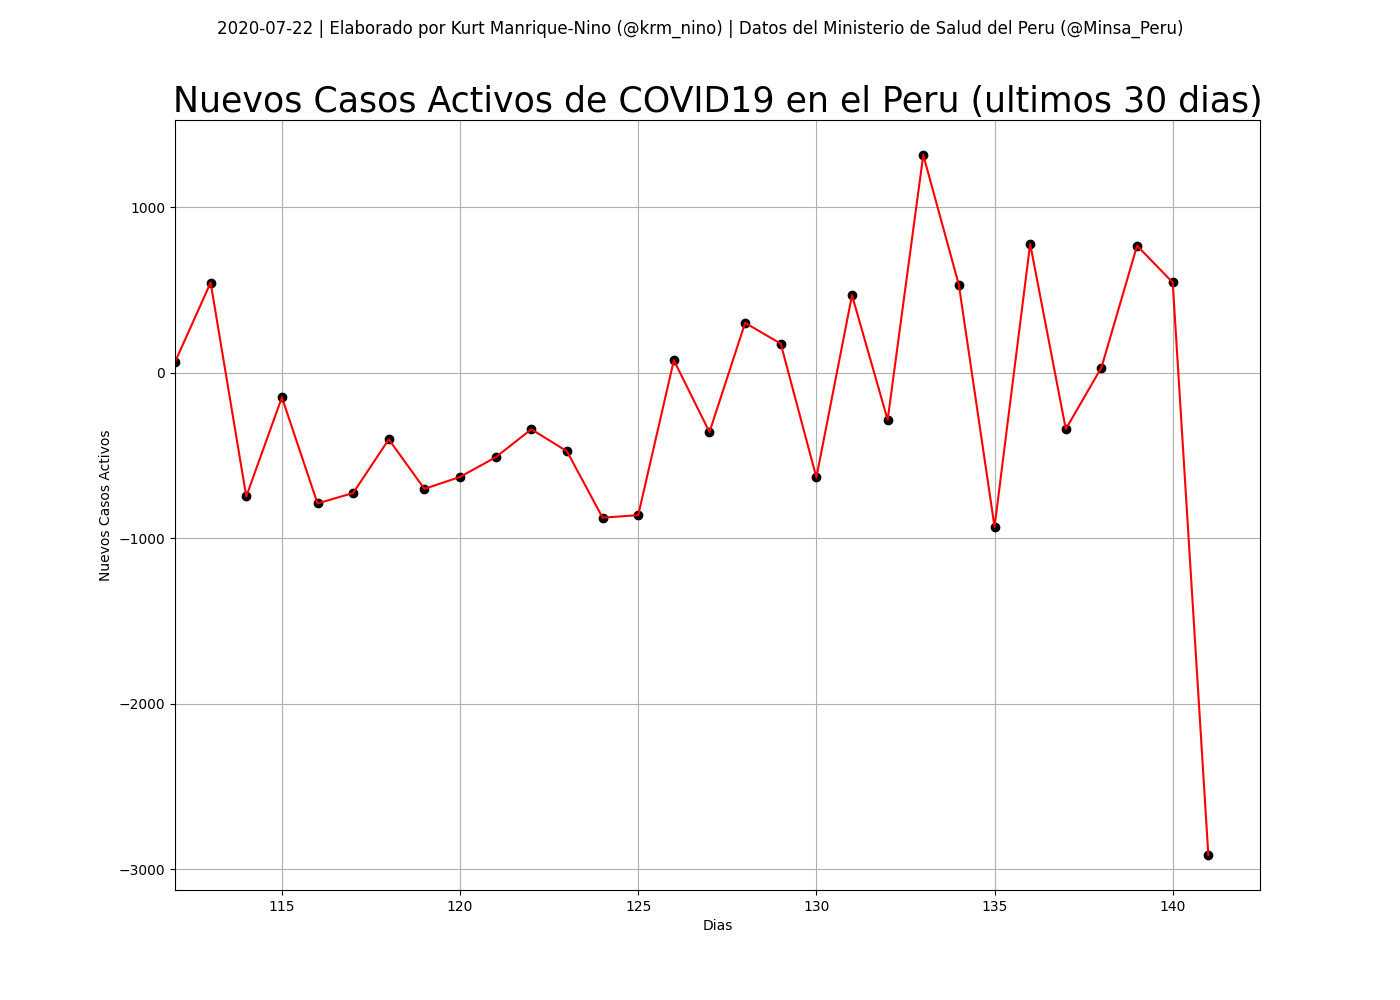 2020-07-22 | Elaborado por Kurt Manrique-Nino (@krm_nino) | Datos del Ministerio de Salud del Peru (@Minsa_Peru)
Nuevos Casos Activos de COVID19 en el Peru (ultimos 30 dias)
1000
0
−1000
−2000
−3000
Nuevos Casos Activos
115 120 125 130 135 140
Dias